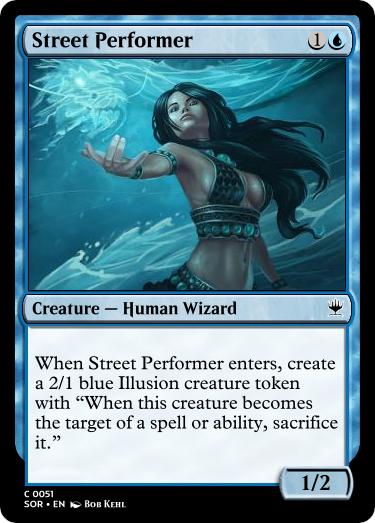 Street Performer 1
Creature — Human Wizard
When Street Performer enters, create
a 2/1 blue Illusion creature token
with “When this creature becomes
the target of a spell or ability, sacrifice
it.”
1/2
C 0051
SOR • EN Bob Kehl